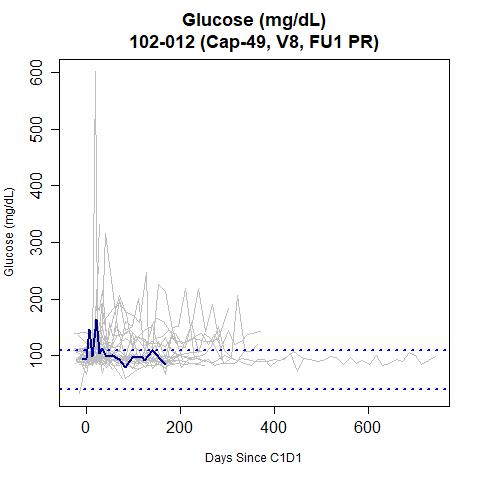 Glucose (mg/dL)
102-012 (Cap-49, V8, FU1 PR)
600
500
400
300
200
100
Glucose (mg/dL)
0 200 400 600
Days Since C1D1